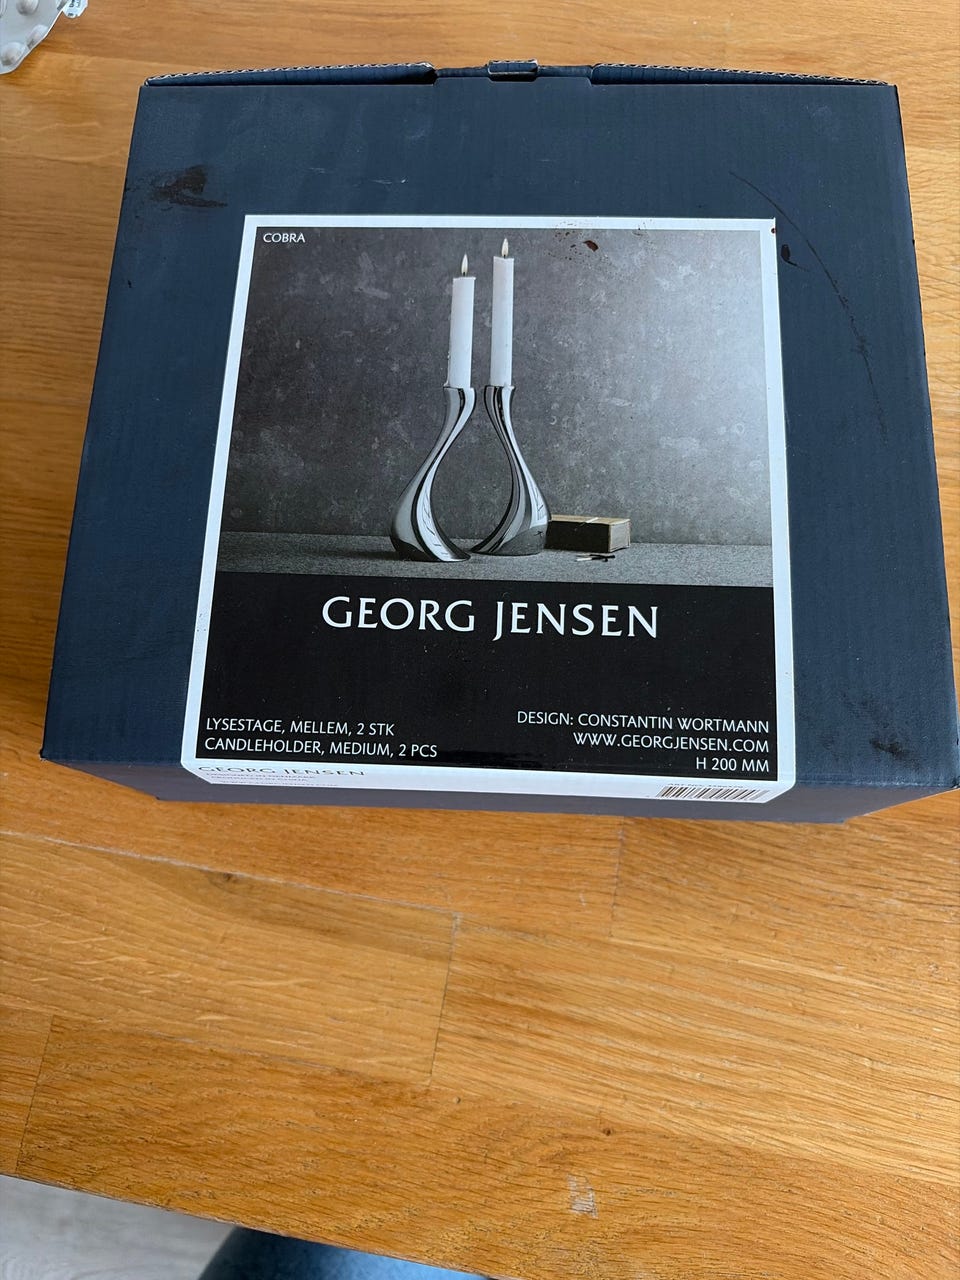 COBRA
GEORG JENSEN
LYSESTAGE, MELLEM, 2 STK
CANDLEHOLDER, MEDIUM, 2 PCS
DESIGN: CONSTANTIN WORTMANN
WWW.GEORGJENSEN.COM
H 200 MM
GEORG JENSEN